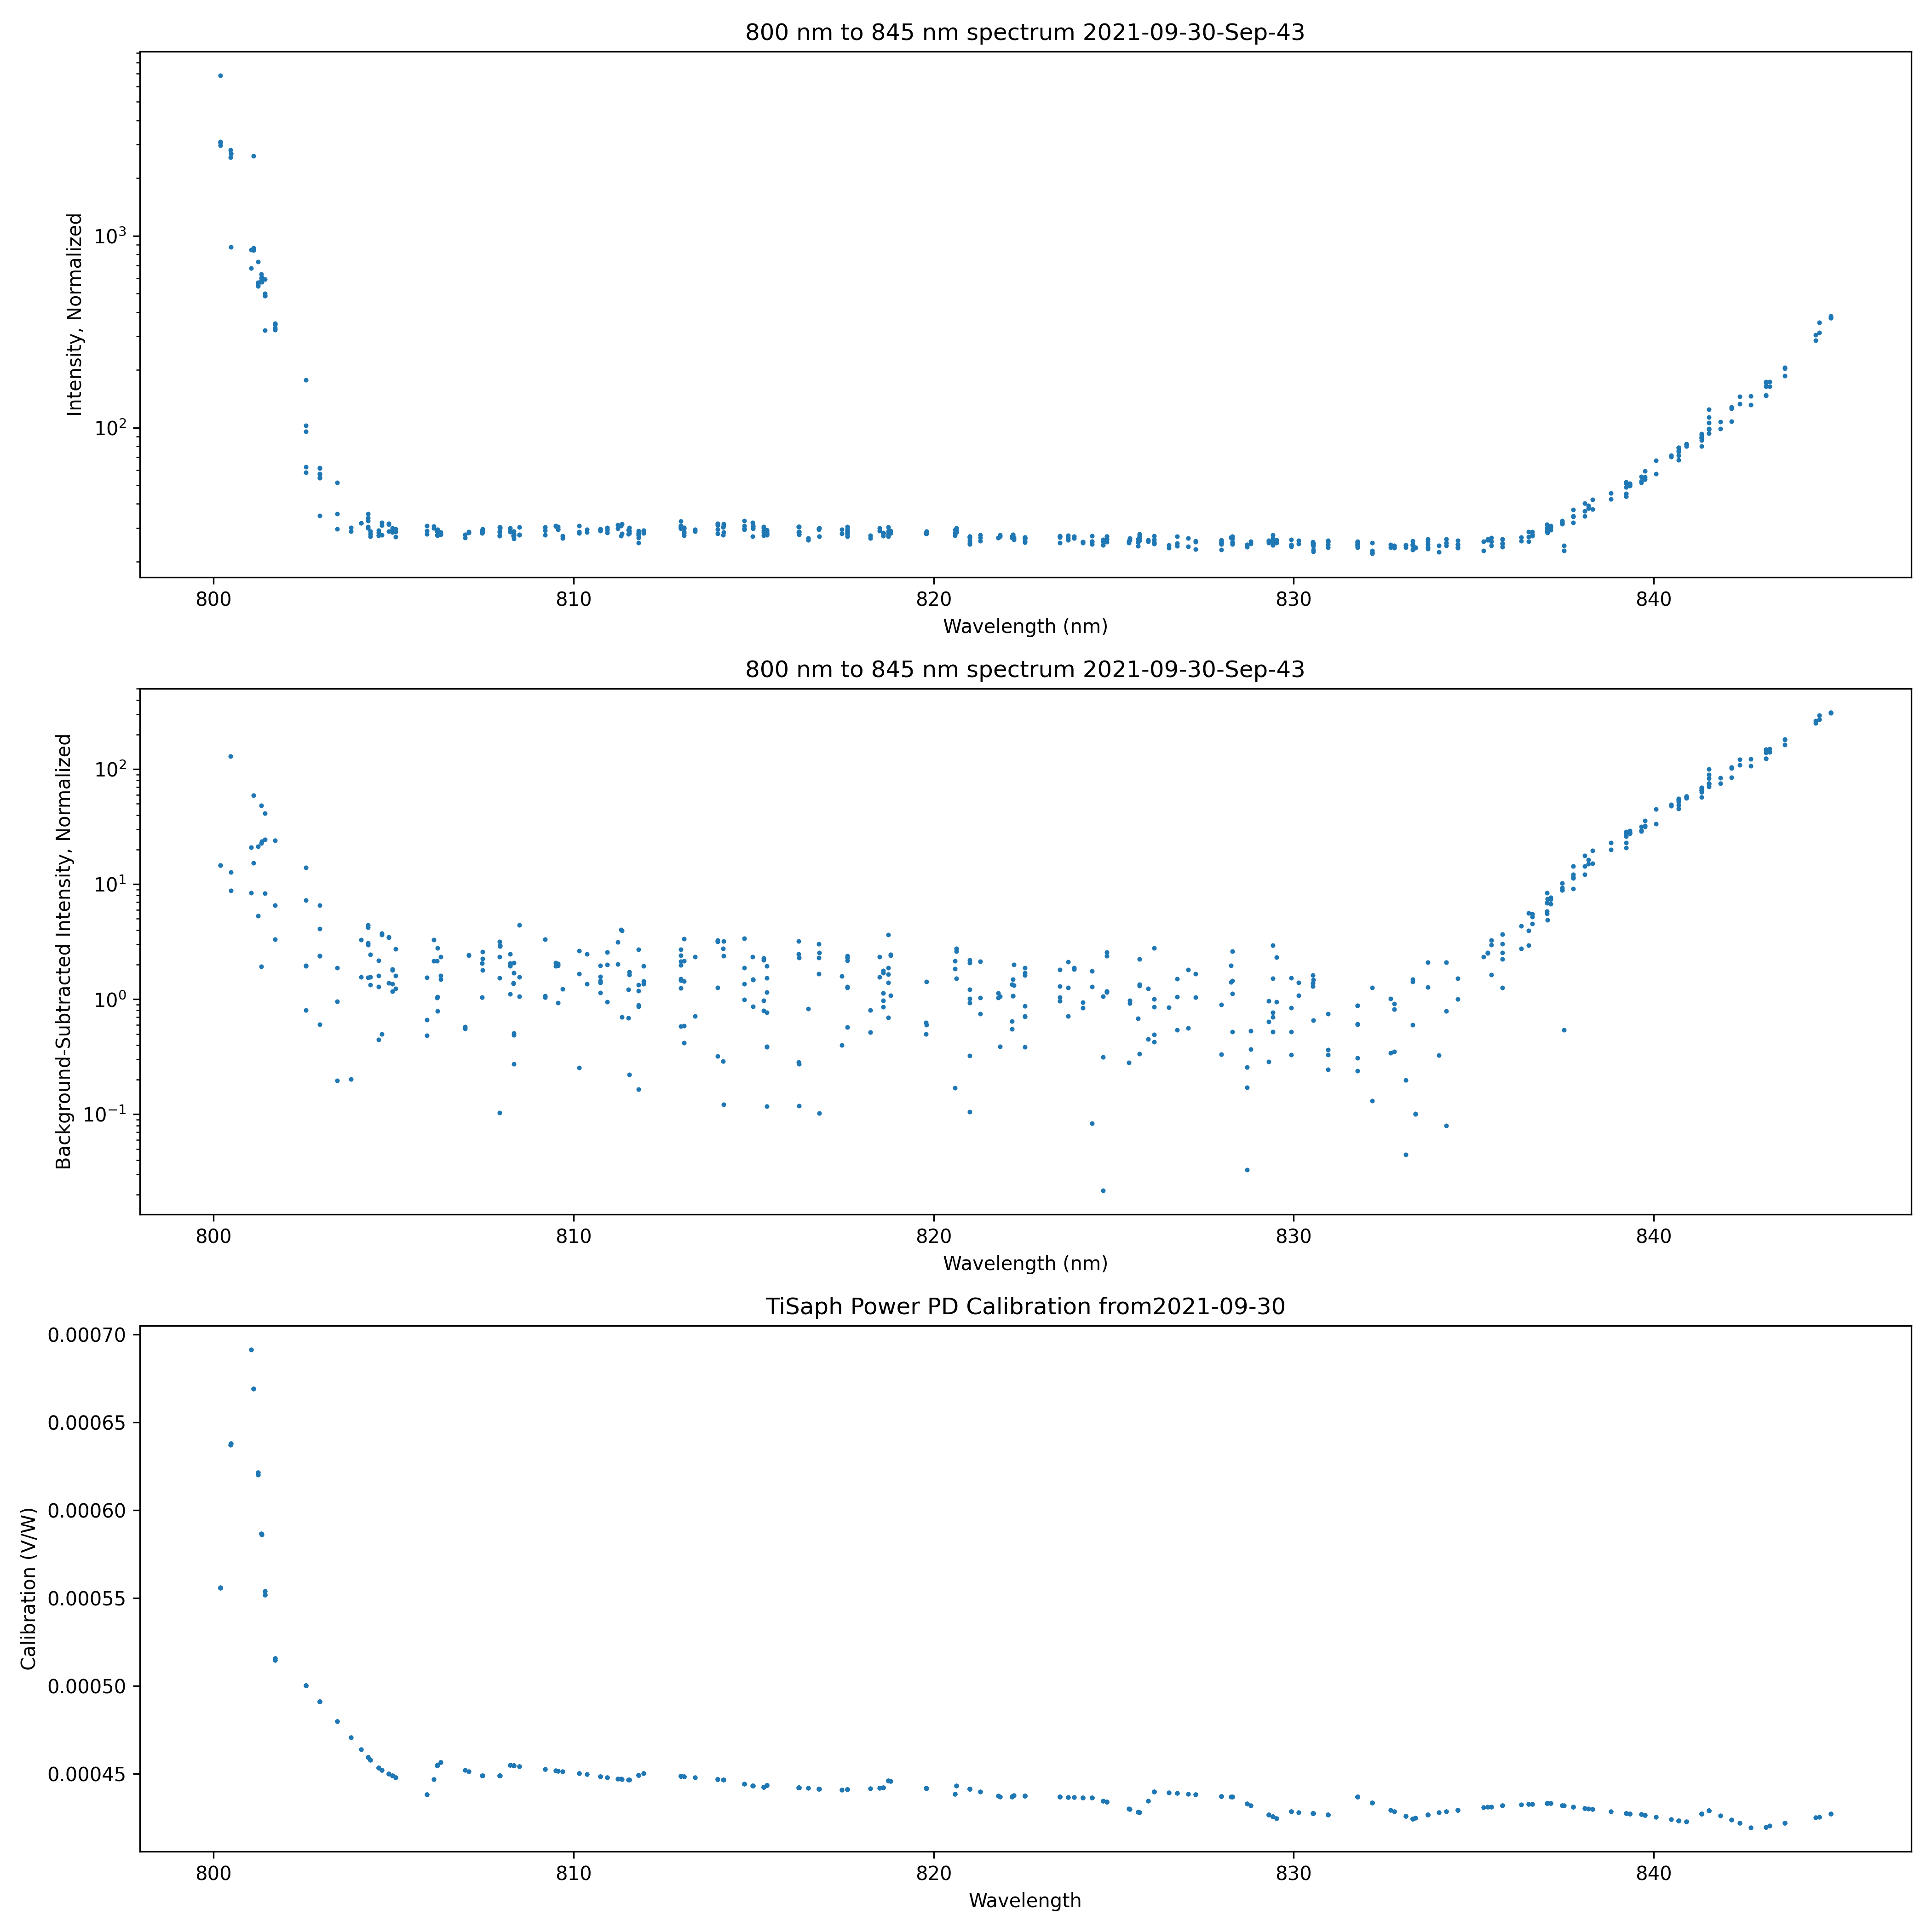 800 nm to 845 nm spectrum 2021-09-30-Sep-43
Intensity, Normalized
10³
10²
800 810 820 830 840
Wavelength (nm)
800 nm to 845 nm spectrum 2021-09-30-Sep-43
Background-Subtracted Intensity, Normalized
10²
10¹
10⁰
10⁻¹
800 810 820 830 840
Wavelength (nm)
TiSaph Power PD Calibration from2021-09-30
Calibration (V/W)
0.00070
0.00065
0.00060
0.00055
0.00050
0.00045
800 810 820 830 840
Wavelength